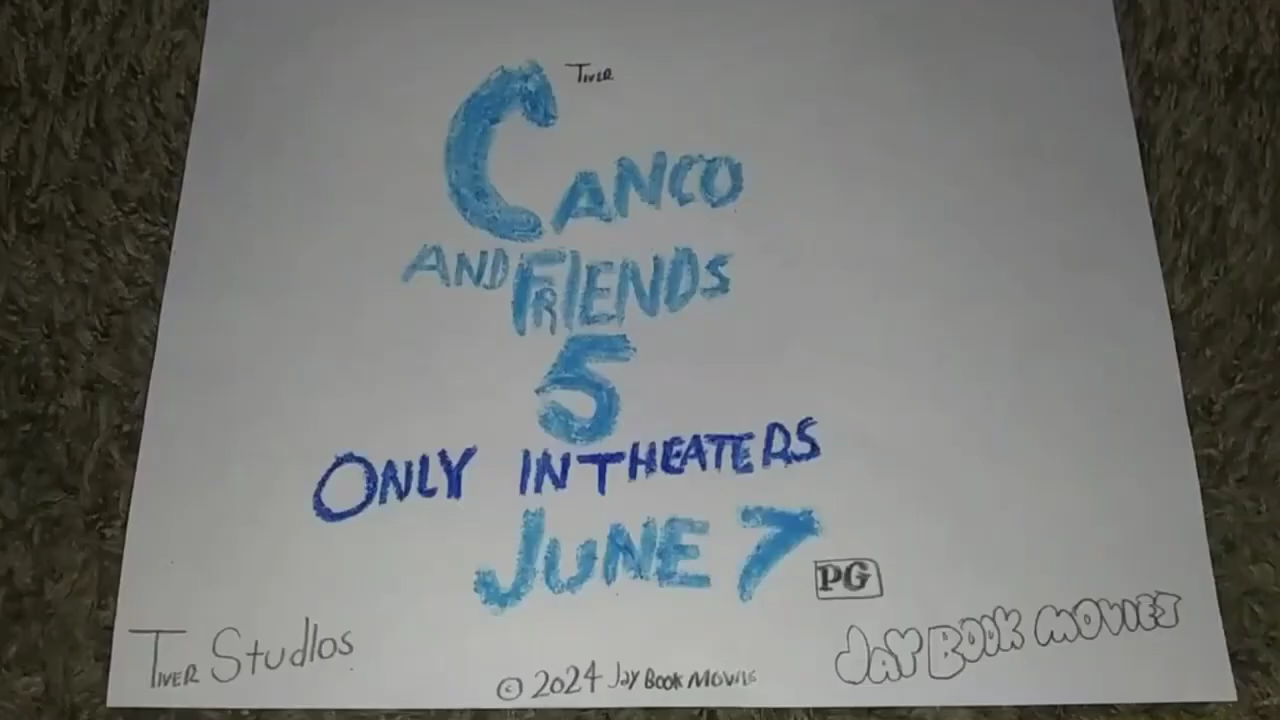 TIVER
CANCO
AND FRIENDS
5
ONLY IN THEATERS
JUNE 7
PG
TIVER StudIos
© 2024 JAY BOOK MOVIE
JAY BOOK MOVIES